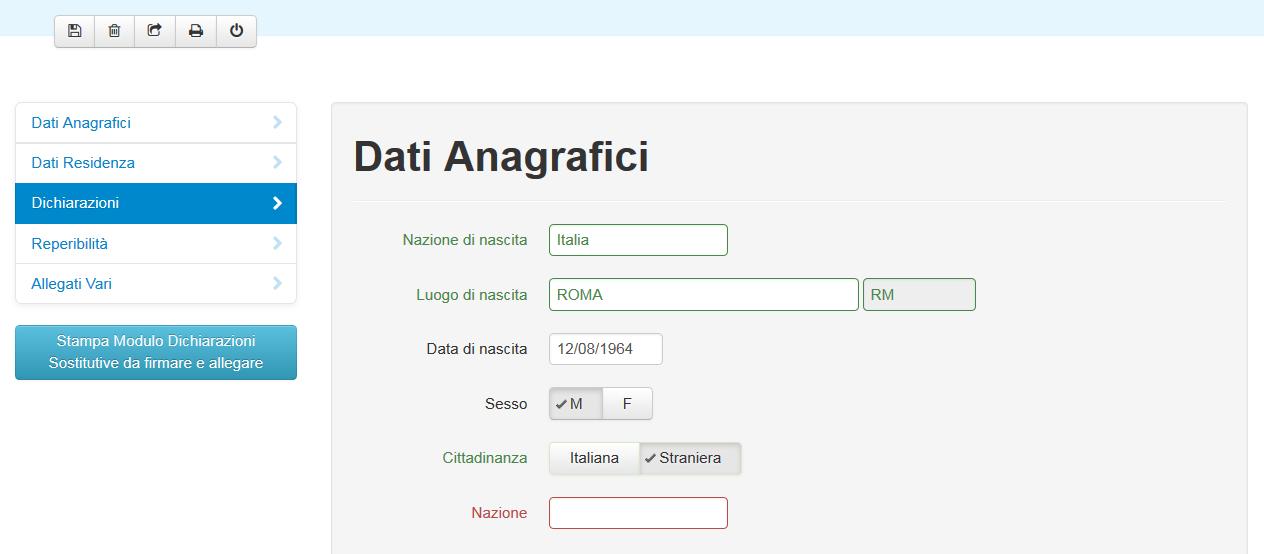 Dati Anagrafici
Dati Residenza
Dichiarazioni
Reperibilità
Allegati Vari
Stampa Modulo Dichiarazioni
Sostitutive da firmare e allegare
Dati Anagrafici
Nazione di nascita Italia
Luogo di nascita ROMA RM
Data di nascita 12/08/1964
Sesso M F
Cittadinanza Italiana Straniera
Nazione